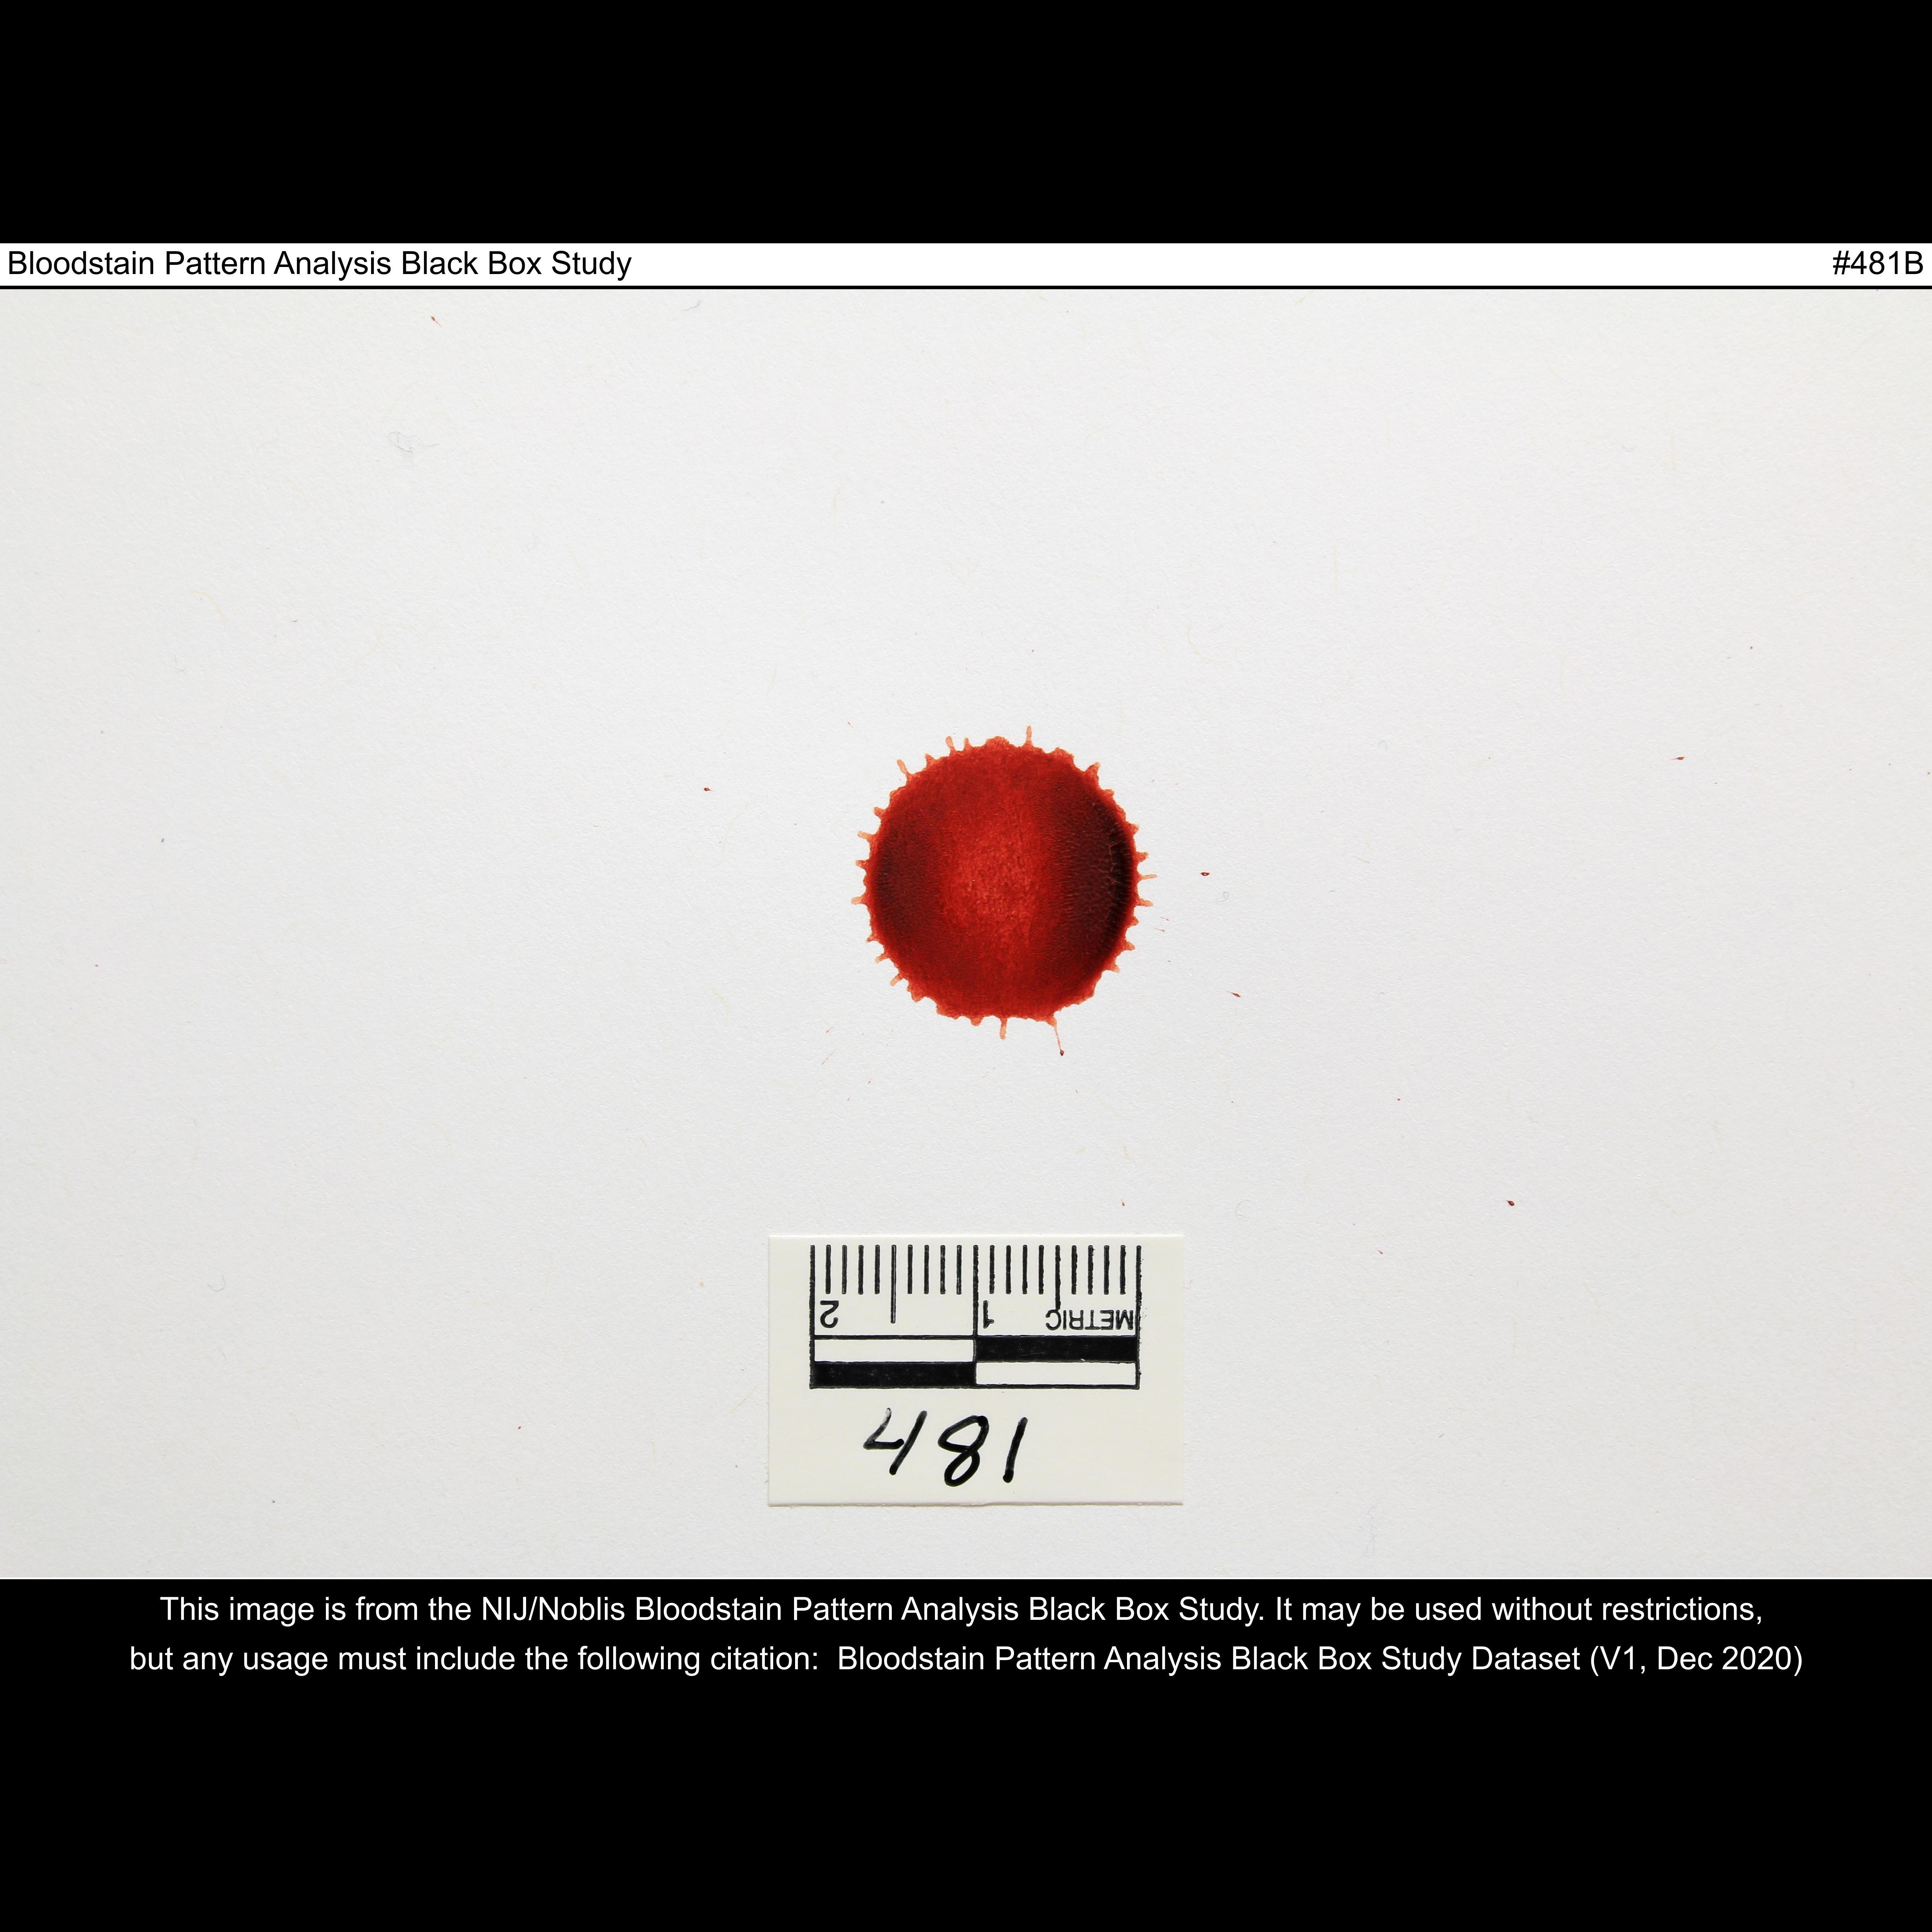 Bloodstain Pattern Analysis Black Box Study #481B
2 1 METRIC
481
This image is from the NIJ/Noblis Bloodstain Pattern Analysis Black Box Study. It may be used without restrictions,
but any usage must include the following citation:  Bloodstain Pattern Analysis Black Box Study Dataset (V1, Dec 2020)